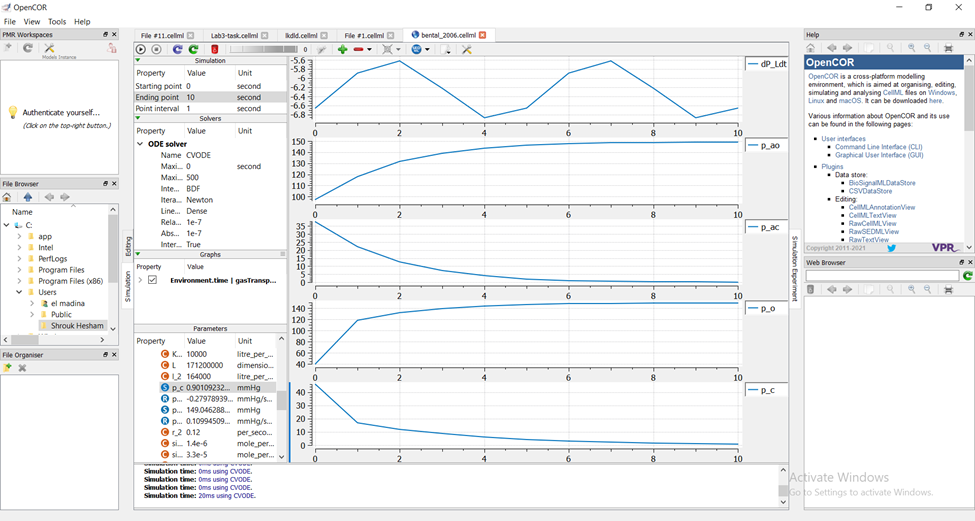 OpenCOR
File View Tools Help
PMR Workspaces
Models Instance
Authenticate yourself...
(Click on the top-right button.)
File Browser
Name
C:
app
Intel
PerfLogs
Program Files
Program Files (x86)
Users
el madina
Public
Shrouk Hesham
File Organiser
File #11.cellml
Lab3-task.cellml
lkdld.cellml
File #1.cellml
bental_2006.cellml
0
Editing
Simulation
Simulation
Property Value Unit
Starting point 0 second
Ending point 10 second
Point interval 1 second
Solvers
Property Value Unit
ODE solver
Name CVODE
Maxi... 0 second
Maxi... 500
Inte... BDF
Itera... Newton
Line... Dense
Rela... 1e-7
Abs... 1e-7
Inter... True
Graphs
Property Value
Environment.time | gasTransp...
Parameters
Property Value Unit
K... 10000 litre_per_...
L 171200000 dimensio...
l_2 164000 litre_per_...
p_c 0.90109232... mmHg
p... -0.27978939... mmHg/s...
p... 149.046288... mmHg
p... 0.10994509... mmHg/s...
r_2 0.12 per_seco...
si... 1.4e-6 mole_per...
si... 3.3e-5 mole_per...
-5.6
-5.8
-6
-6.2
-6.4
-6.6
-6.8
0 2 4 6 8 10
dP_Ldt
150
140
130
120
110
100
0 2 4 6 8 10
p_ao
35
30
25
20
15
10
5
0
0 2 4 6 8 10
p_ac
140
120
100
80
60
40
0 2 4 6 8 10
p_o
40
30
20
10
0
0 2 4 6 8 10
p_c
Simulation time: 0ms using CVODE.
Simulation time: 0ms using CVODE.
Simulation time: 0ms using CVODE.
Simulation time: 20ms using CVODE.
Simulation Experiment
Help
OpenCOR
OpenCOR is a cross-platform modelling
environment, which is aimed at organising, editing,
simulating and analysing CellML files on Windows,
Linux and macOS. It can be downloaded here.
Various information about OpenCOR and its use
can be found in the following pages:
User interfaces
Command Line Interface (CLI)
Graphical User Interface (GUI)
Plugins
Data store:
BioSignalMLDataStore
CSVDataStore
Editing:
CellMLAnnotationView
CellMLTextView
RawCellMLView
RawSEDMLView
RawTextView
Copyright 2011-2021
VPR
Web Browser
Activate Windows
Go to Settings to activate Windows.